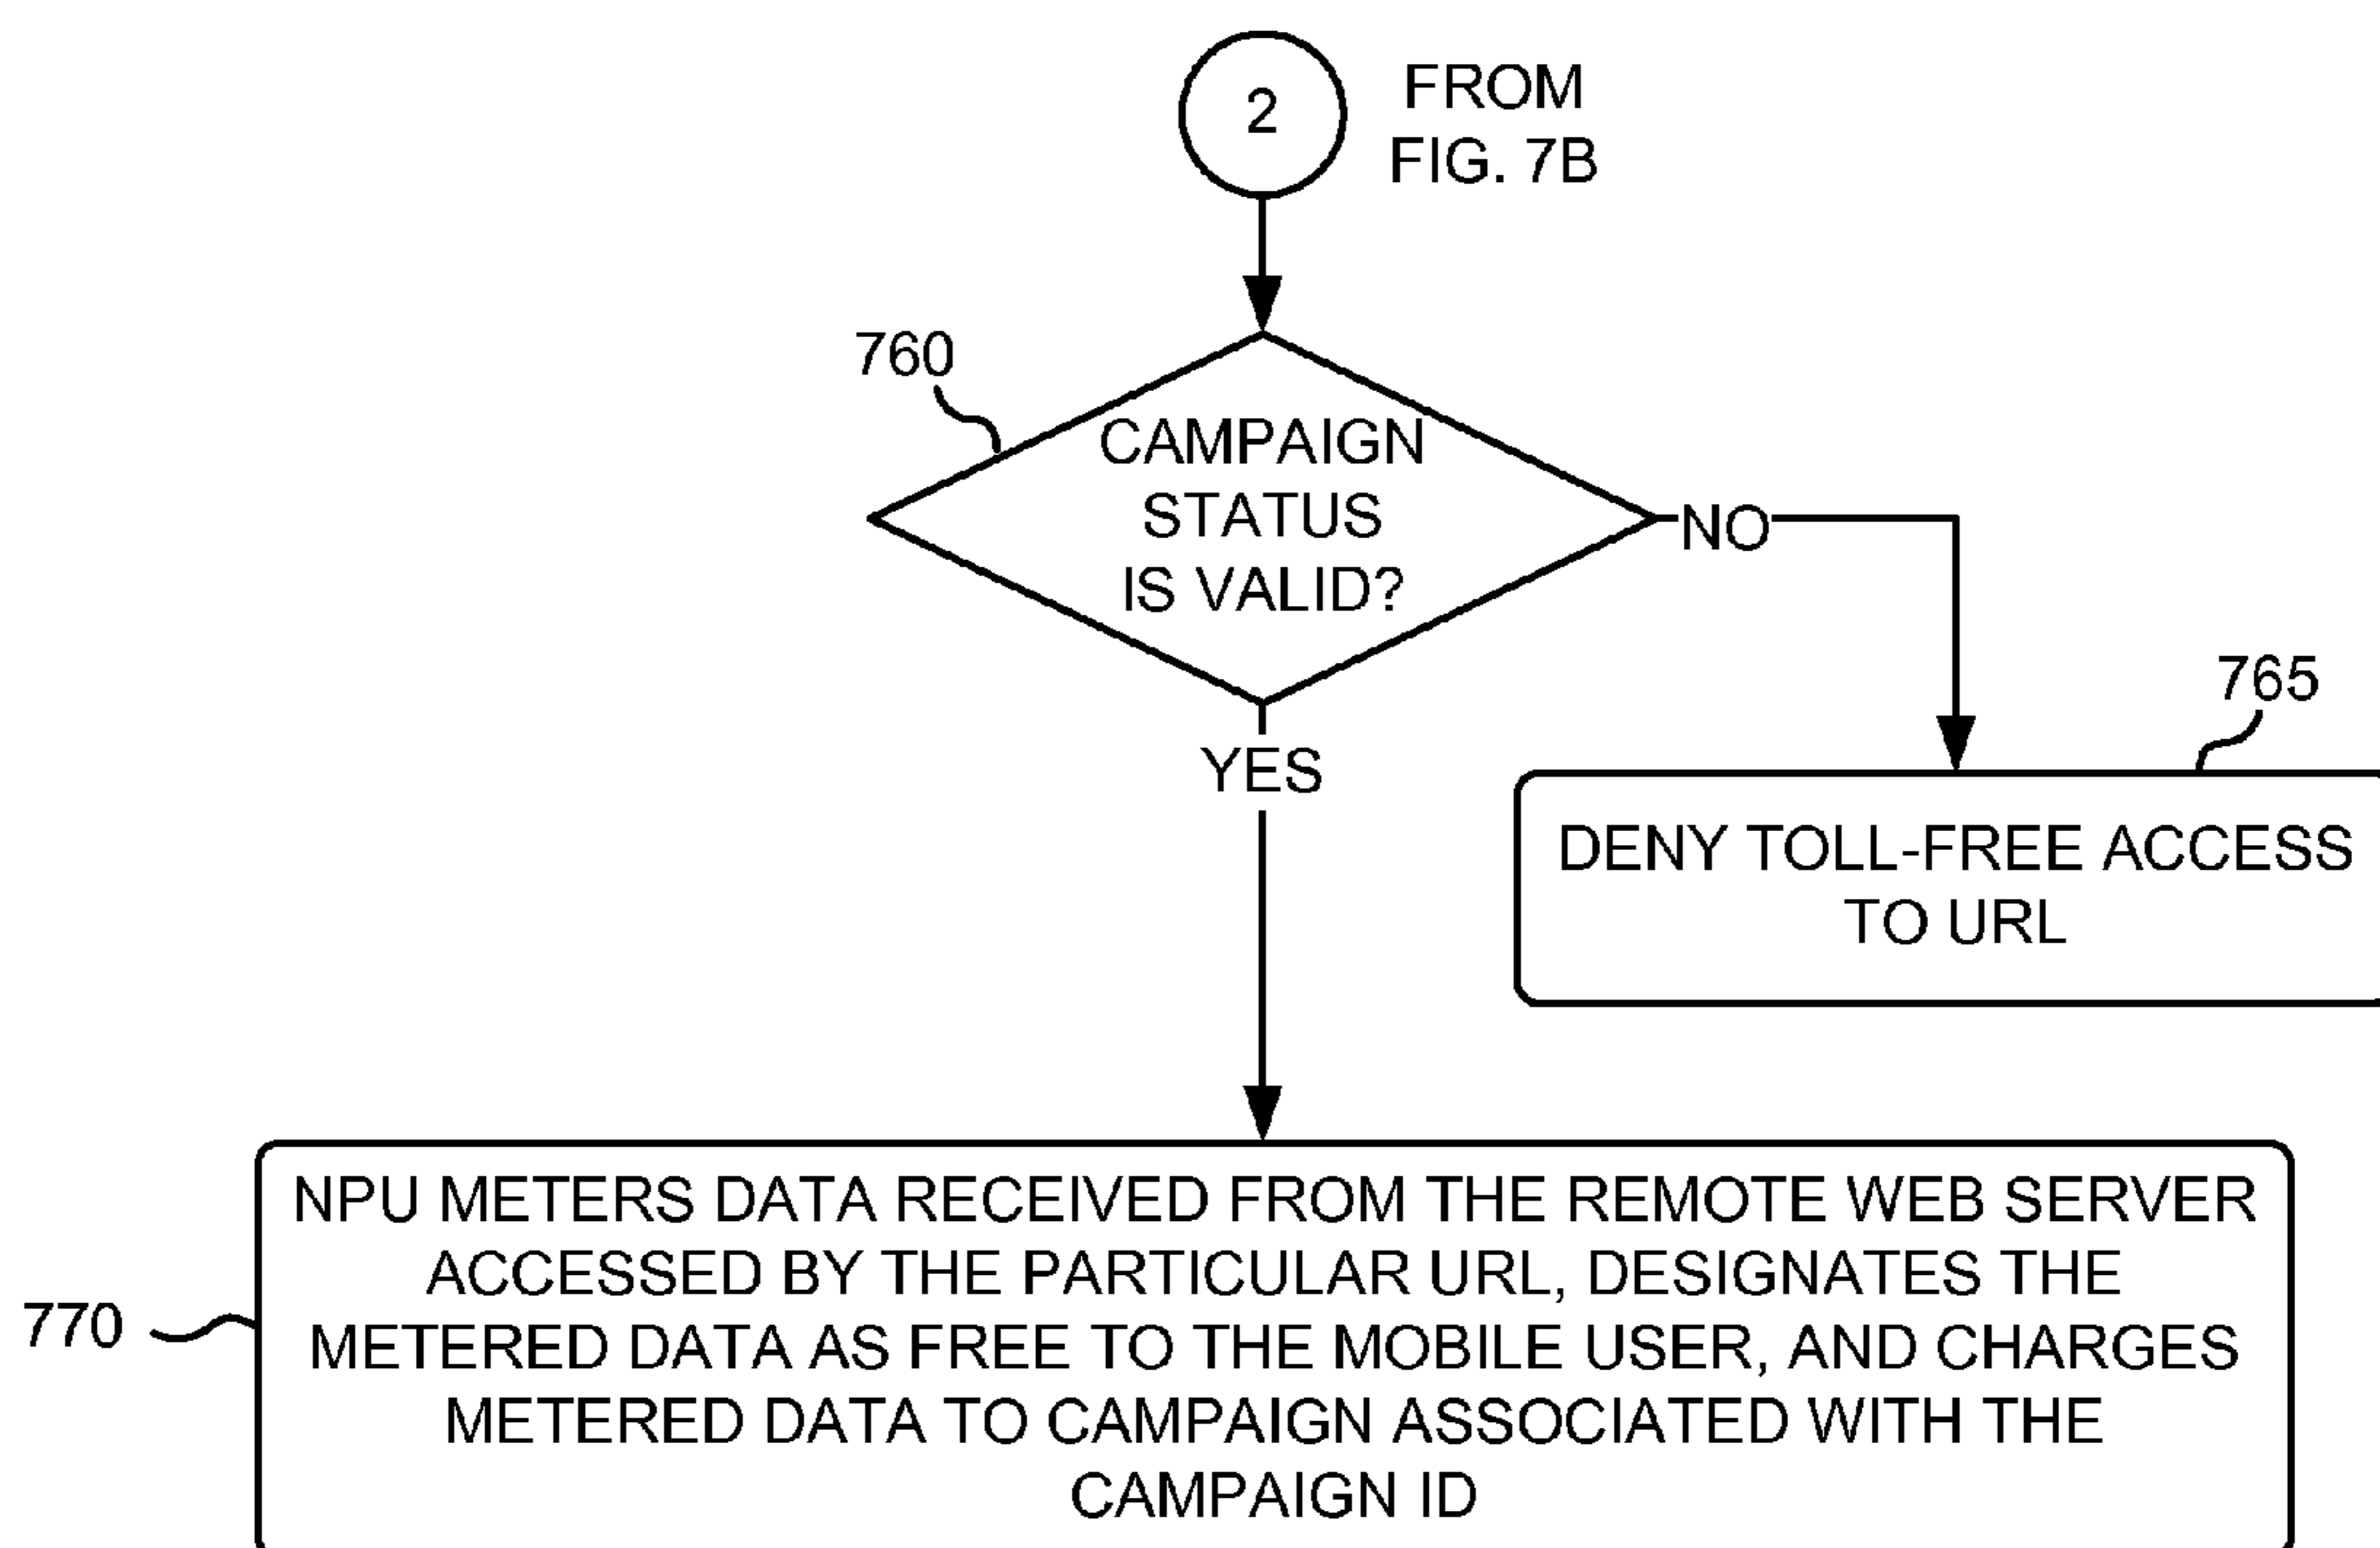 2
FROM
FIG. 7B
760
CAMPAIGN
STATUS
IS VALID?
NO
YES
765
DENY TOLL-FREE ACCESS
TO URL
770
NPU METERS DATA RECEIVED FROM THE REMOTE WEB SERVER
ACCESSED BY THE PARTICULAR URL, DESIGNATES THE
METERED DATA AS FREE TO THE MOBILE USER, AND CHARGES
METERED DATA TO CAMPAIGN ASSOCIATED WITH THE
CAMPAIGN ID